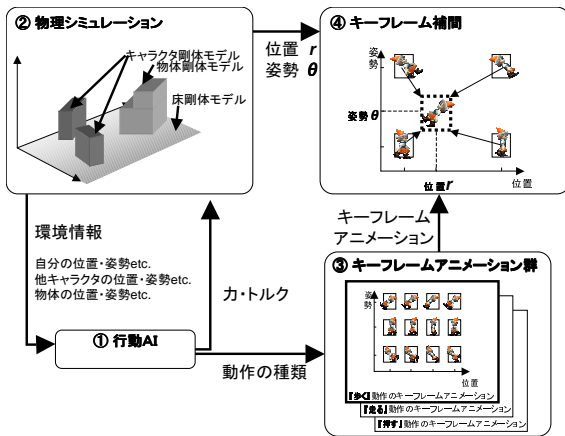 ② 物理シミュレーション
キャラクタ剛体モデル
物体剛体モデル
床剛体モデル
位置 r
姿勢 θ
④ キーフレーム補間
姿勢
姿勢θ
位置r
位置
環境情報
自分の位置・姿勢etc.
他キャラクタの位置・姿勢etc.
物体の位置・姿勢etc.
力・トルク
キーフレーム
アニメーション
① 行動AI
動作の種類
③ キーフレームアニメーション群
姿勢
位置
『歩く』動作のキーフレームアニメーション
『走る』動作のキーフレームアニメーション
『押す』動作のキーフレームアニメーション